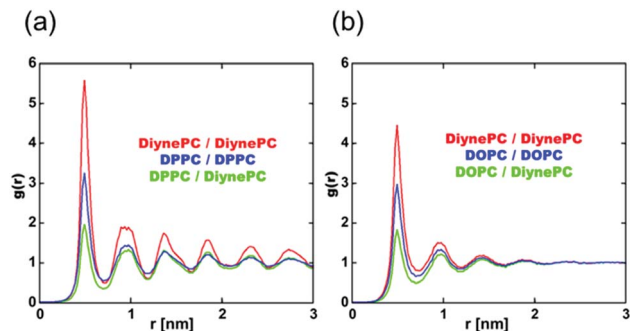 (a)
(b)
6
5
4
3
2
1
0
g(r)
DiynePC / DiynePC
DPPC / DPPC
DPPC / DiynePC
0
1
2
3
r [nm]
6
5
4
3
2
1
0
g(r)
DiynePC / DiynePC
DOPC / DOPC
DOPC / DiynePC
0
1
2
3
r [nm]